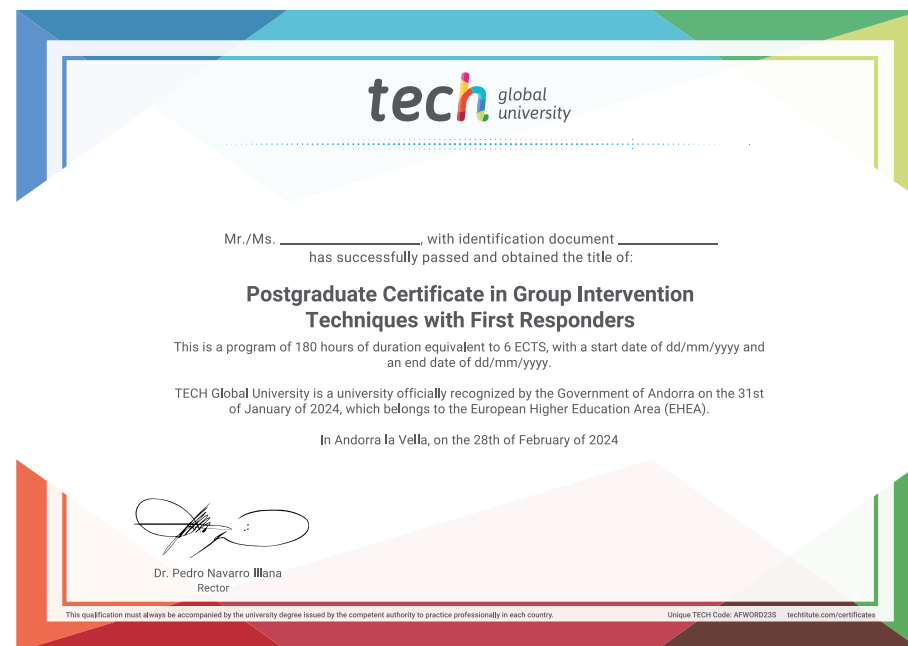 tech global university
Mr./Ms. ____________________, with identification document ______________
has successfully passed and obtained the title of:
Postgraduate Certificate in Group Intervention
Techniques with First Responders
This is a program of 180 hours of duration equivalent to 6 ECTS, with a start date of dd/mm/yyyy and
an end date of dd/mm/yyyy.
TECH Global University is a university officially recognized by the Government of Andorra on the 31st
of January of 2024, which belongs to the European Higher Education Area (EHEA).
In Andorra la Vella, on the 28th of February of 2024
Dr. Pedro Navarro Illana
Rector
This qualification must always be accompanied by the university degree issued by the competent authority to practice professionally in each country.
Unique TECH Code: AFWORD23S techtitute.com/certificates